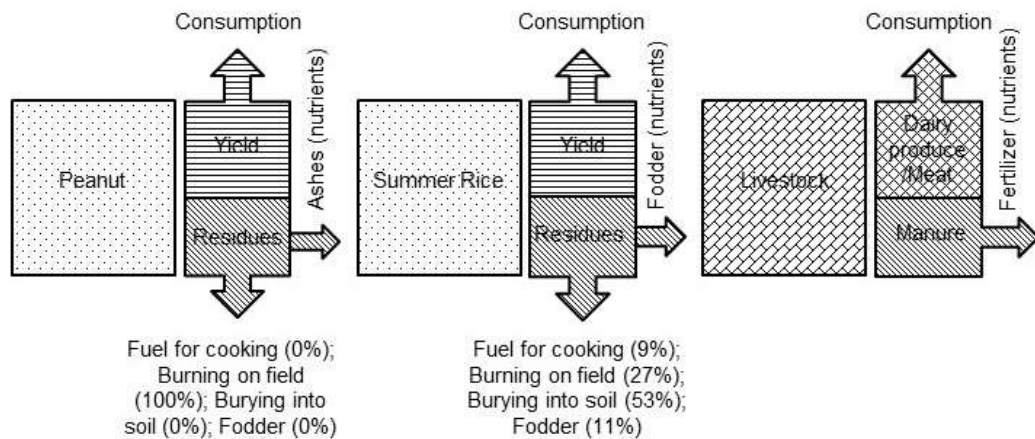 Consumption
Yield
Peanut
Residues
Ashes (nutrients)
Fuel for cooking (0%);
Burning on field
(100%); Burying into
soil (0%); Fodder (0%)
Consumption
Yield
Summer Rice
Residues
Fodder (nutrients)
Fuel for cooking (9%);
Burning on field (27%);
Burying into soil (53%);
Fodder (11%)
Consumption
Dairy
produce
/Meat
Livestock
Manure
Fertilizer (nutrients)